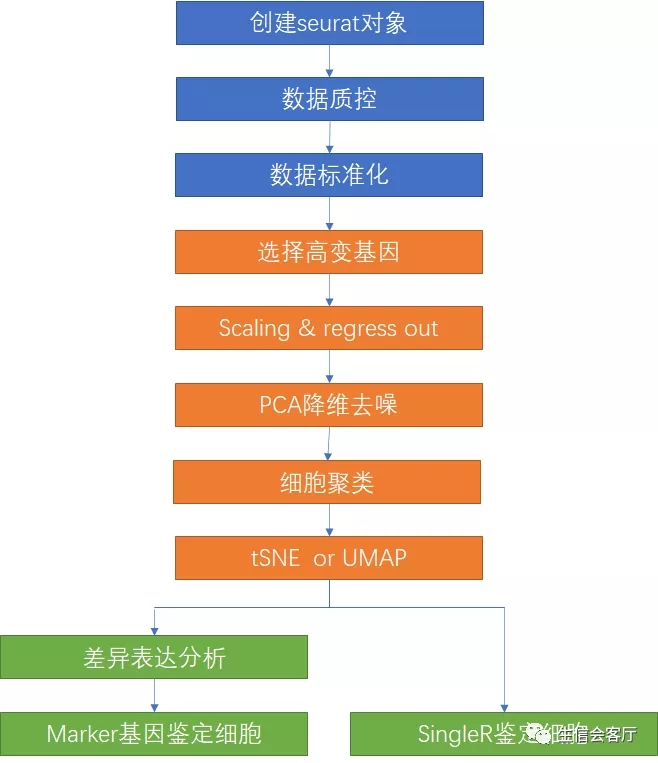 创建seurat对象
数据质控
数据标准化
选择高变基因
Scaling & regress out
PCA降维去噪
细胞聚类
tSNE or UMAP
差异表达分析
Marker基因鉴定细胞
SingleR鉴定细胞
生信会客厅